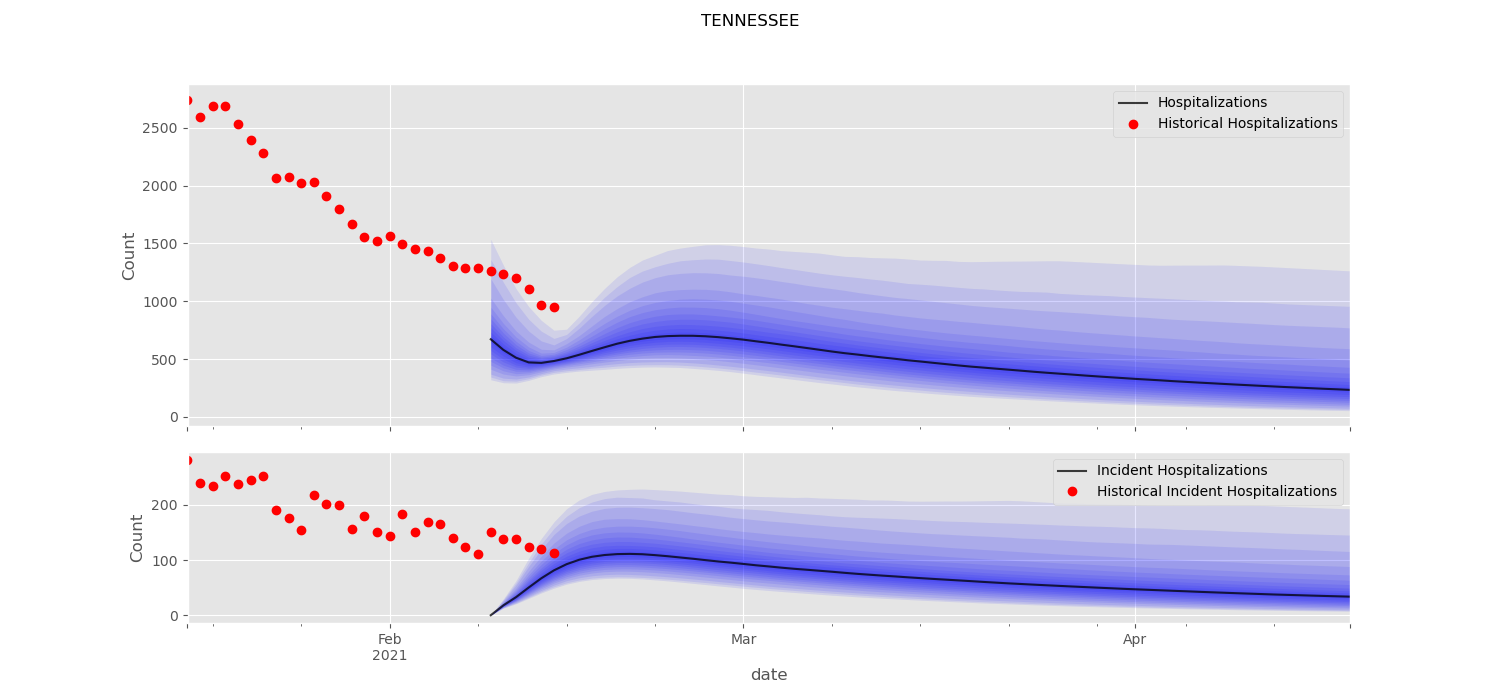 TENNESSEE
Hospitalizations
Historical Hospitalizations
2500
2000
1500
1000
500
0
Count
Incident Hospitalizations
Historical Incident Hospitalizations
200
100
0
Count
Feb
2021
Mar
Apr
date